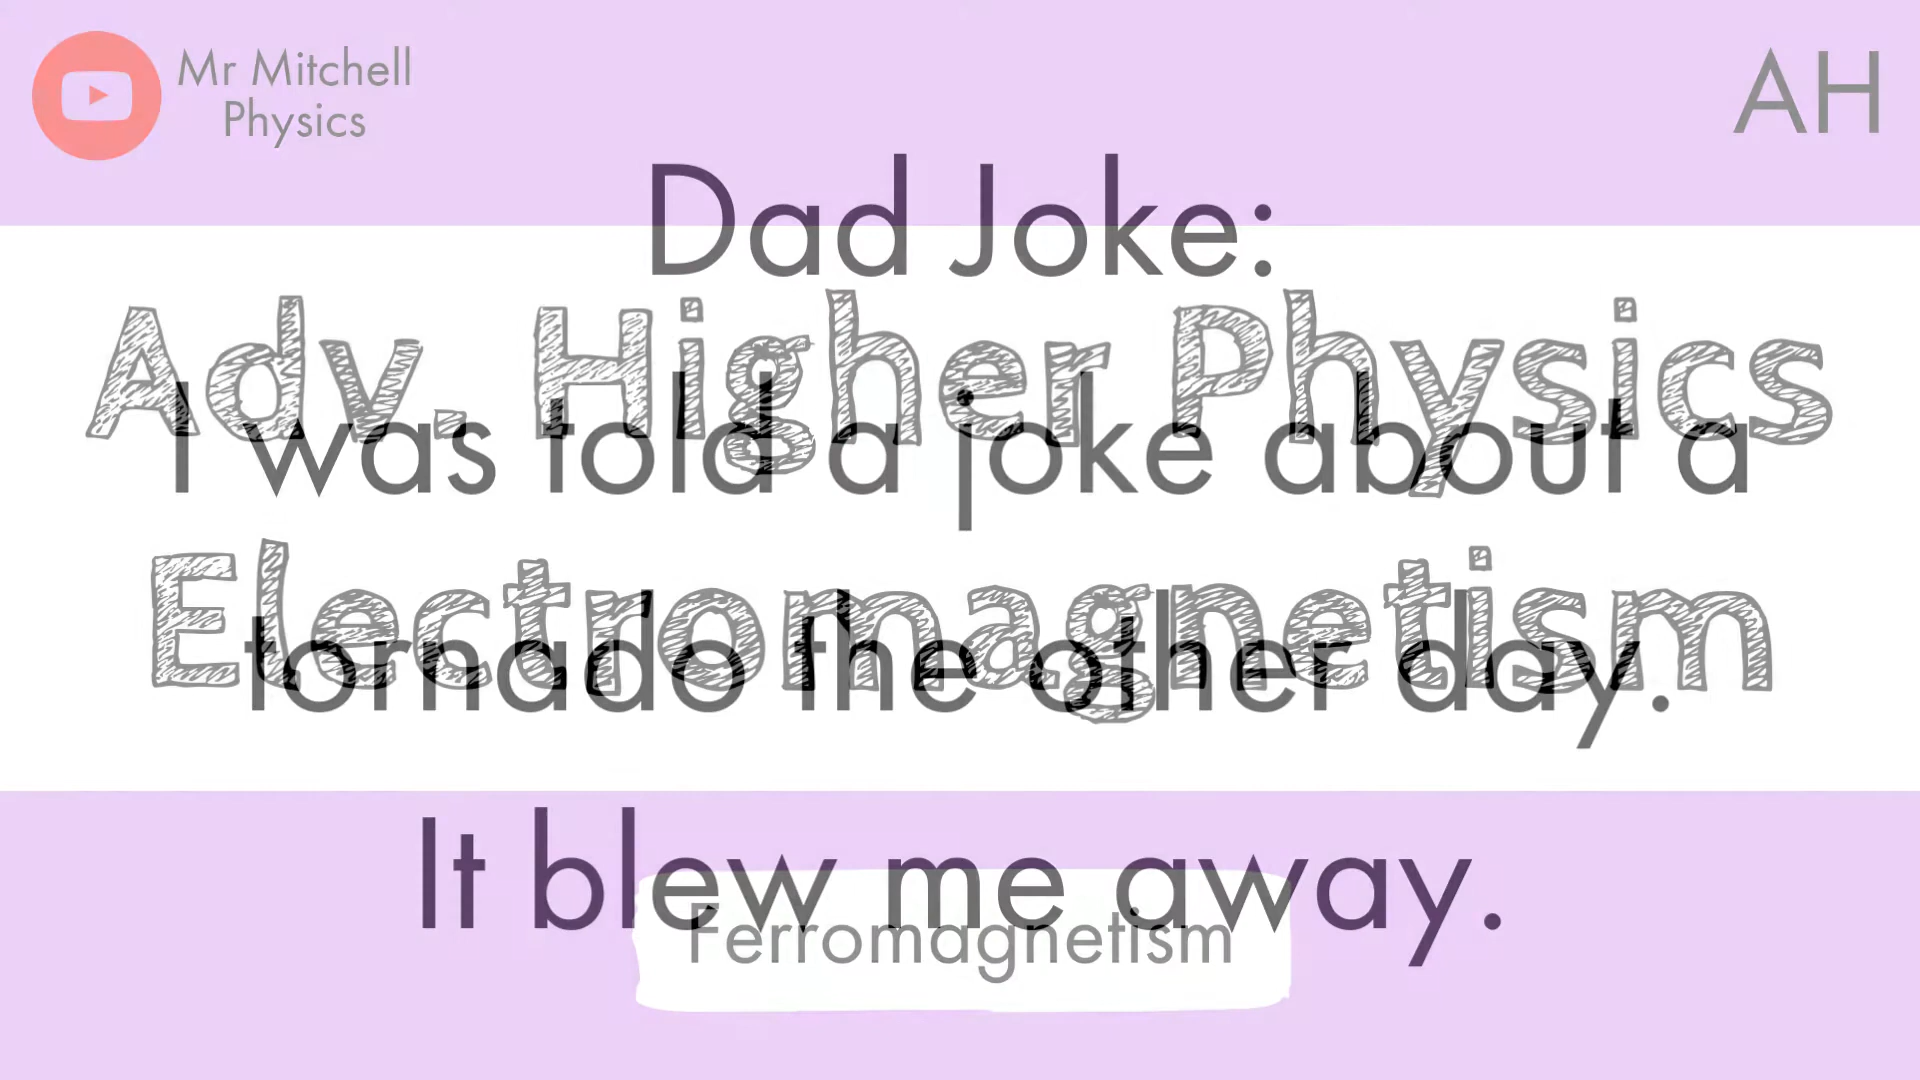 Mr Mitchell
Physics
AH
Dad Joke:
Adv. Higher Physics
I was told a joke about a
Electromagnetism
tornado the other day.
It blew me away.
Ferromagnetism